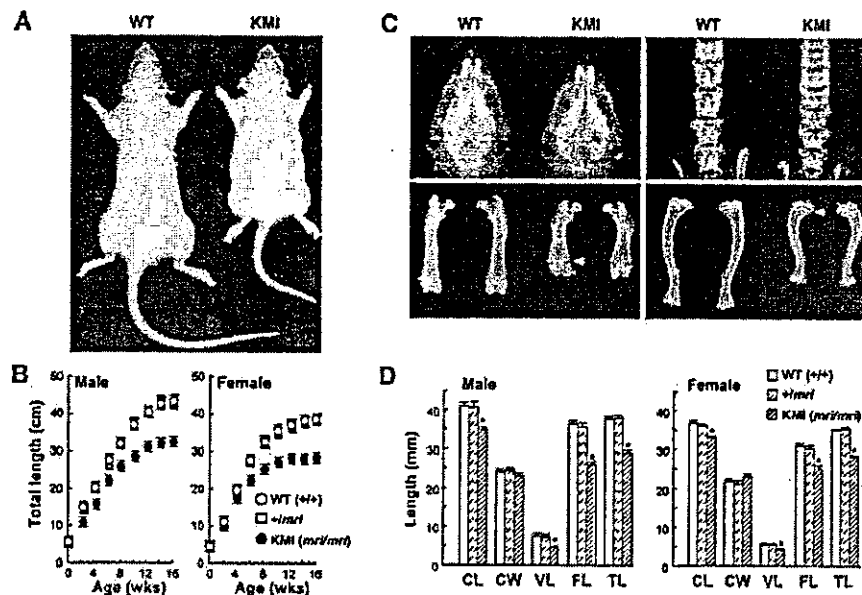 A WT KMI
C WT KMI WT KMI
B
Male
Female
Total length (cm)
50
40
30
20
10
0
50
40
30
20
10
0
WT (+/+)
+/mri
KMI (mri/mri)
0 4 8 12 16
0 4 8 12 16
Age (wks)
Age (wks)
D
Male
Female
WT (+/+)
+/mri
KMI (mri/mri)
Length (mm)
40
30
20
10
0
40
30
20
10
0
* * * *
* * * *
CL CW VL FL TL
CL CW VL FL TL